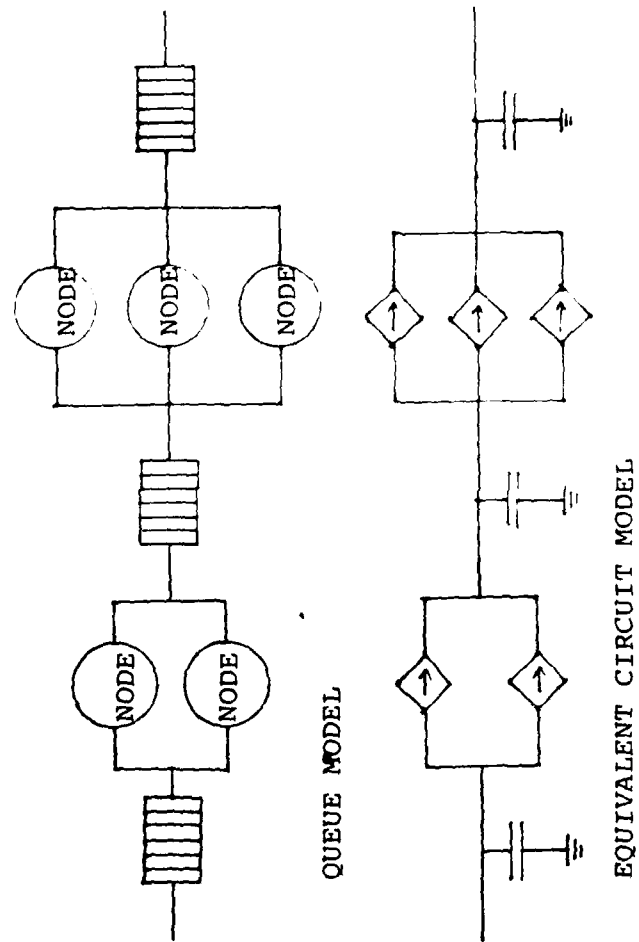 NODE
NODE
NODE
NODE
NODE
QUEUE MODEL
EQUIVALENT CIRCUIT MODEL